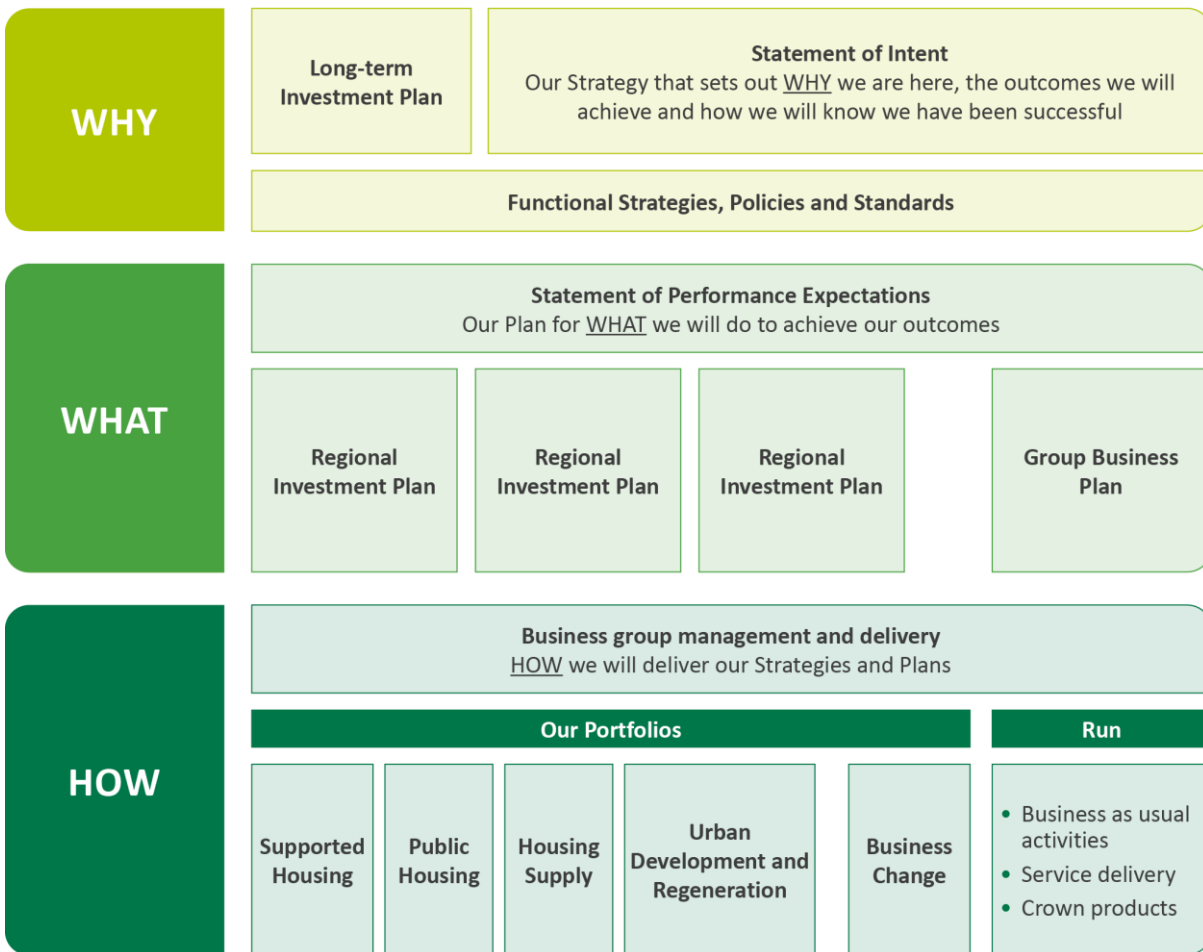 WHY
Long-term
Investment Plan
Statement of Intent
Our Strategy that sets out WHY we are here, the outcomes we will
achieve and how we will know we have been successful
Functional Strategies, Policies and Standards
WHAT
Statement of Performance Expectations
Our Plan for WHAT we will do to achieve our outcomes
Regional
Investment Plan
Regional
Investment Plan
Regional
Investment Plan
Group Business
Plan
HOW
Business group management and delivery
HOW we will deliver our Strategies and Plans
Our Portfolios
Run
Supported
Housing
Public
Housing
Housing
Supply
Urban
Development and
Regeneration
Business
Change
• Business as usual
activities
• Service delivery
• Crown products